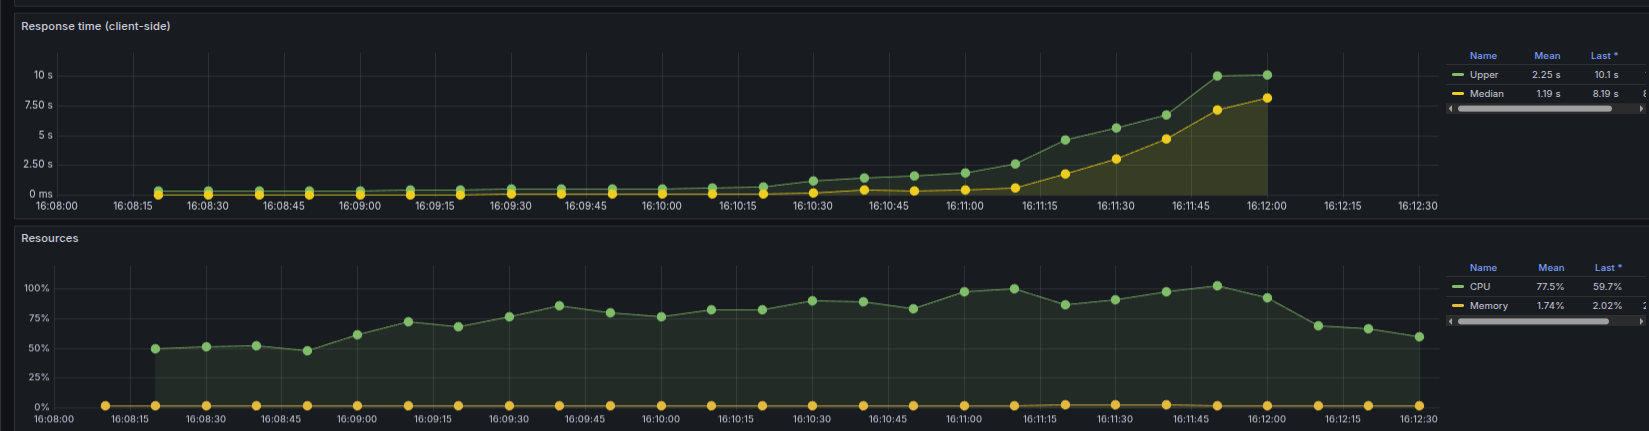 Response time (client-side)
Name Mean Last *
Upper 2.25 s 10.1 s
Median 1.19 s 8.19 s 8
10 s
7.50 s
5 s
2.50 s
0 ms
16:08:00 16:08:15 16:08:30 16:08:45 16:09:00 16:09:15 16:09:30 16:09:45 16:10:00 16:10:15 16:10:30 16:10:45 16:11:00 16:11:15 16:11:30 16:11:45 16:12:00 16:12:15 16:12:30
Resources
Name Mean Last *
CPU 77.5% 59.7%
Memory 1.74% 2.02% 2
100%
75%
50%
25%
0%
16:08:00 16:08:15 16:08:30 16:08:45 16:09:00 16:09:15 16:09:30 16:09:45 16:10:00 16:10:15 16:10:30 16:10:45 16:11:00 16:11:15 16:11:30 16:11:45 16:12:00 16:12:15 16:12:30